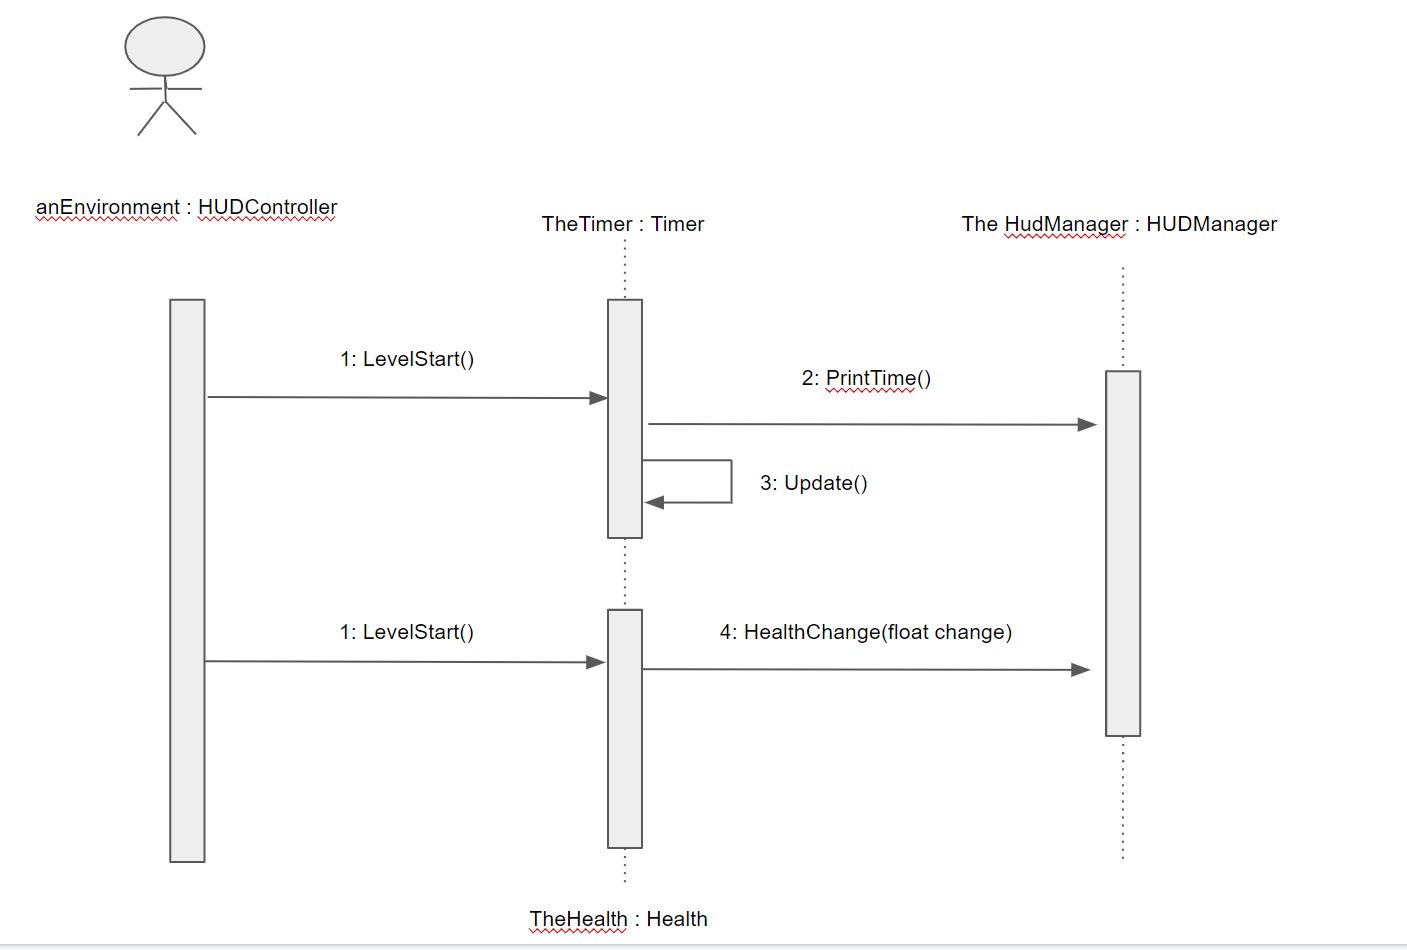 anEnvironment : HUDController
TheTimer : Timer
The HudManager : HUDManager
1: LevelStart()
2: PrintTime()
3: Update()
1: LevelStart()
4: HealthChange(float change)
TheHealth : Health